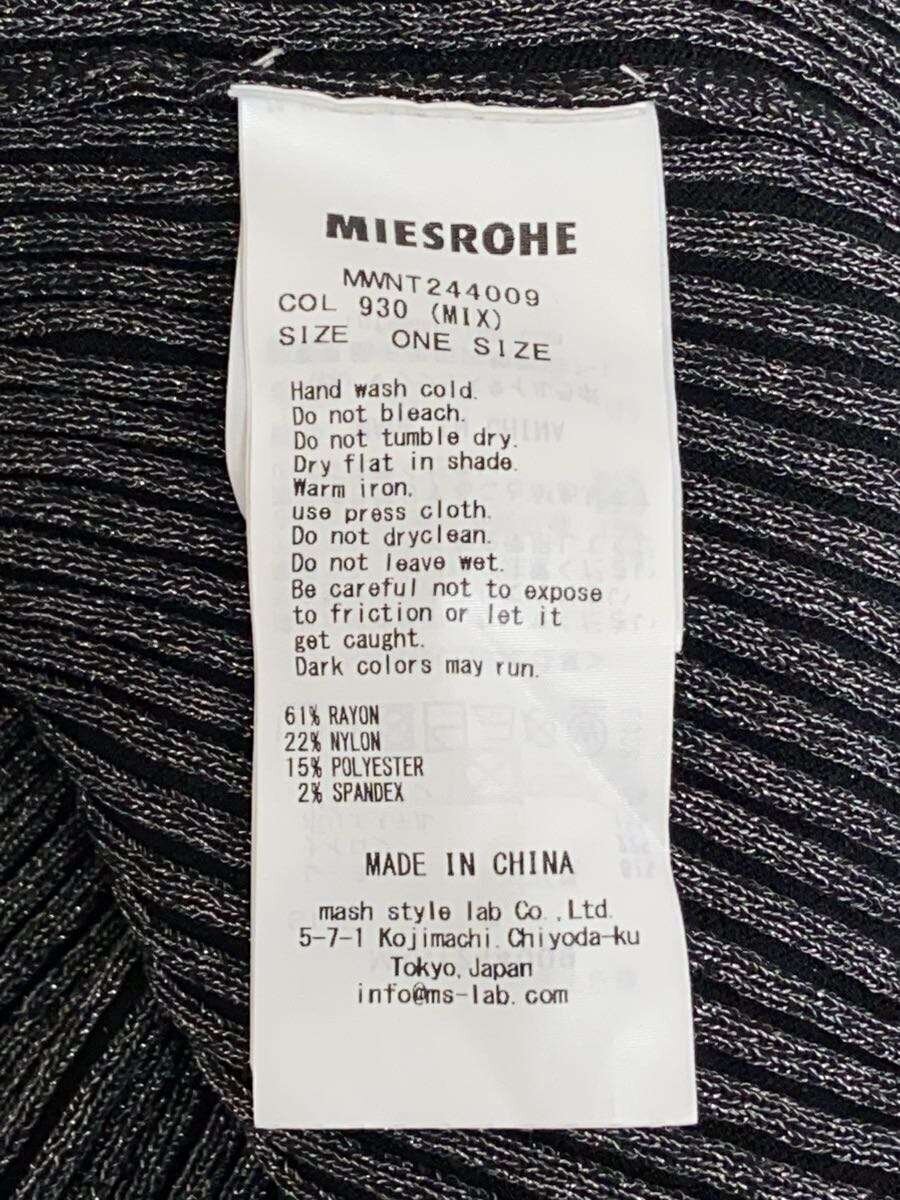 MIESROHE
MWNT244009
COL 930 (MIX)
SIZE ONE SIZE
Hand wash cold.
Do not bleach.
Do not tumble dry.
Dry flat in shade.
Warm iron.
use press cloth.
Do not dryclean.
Do not leave wet.
Be careful not to expose
to friction or let it
get caught.
Dark colors may run.
61% RAYON
22% NYLON
15% POLYESTER
2% SPANDEX
MADE IN CHINA
mash style lab Co.,Ltd.
5-7-1 Kojimachi. Chiyoda-ku
Tokyo, Japan
info@ms-lab.com